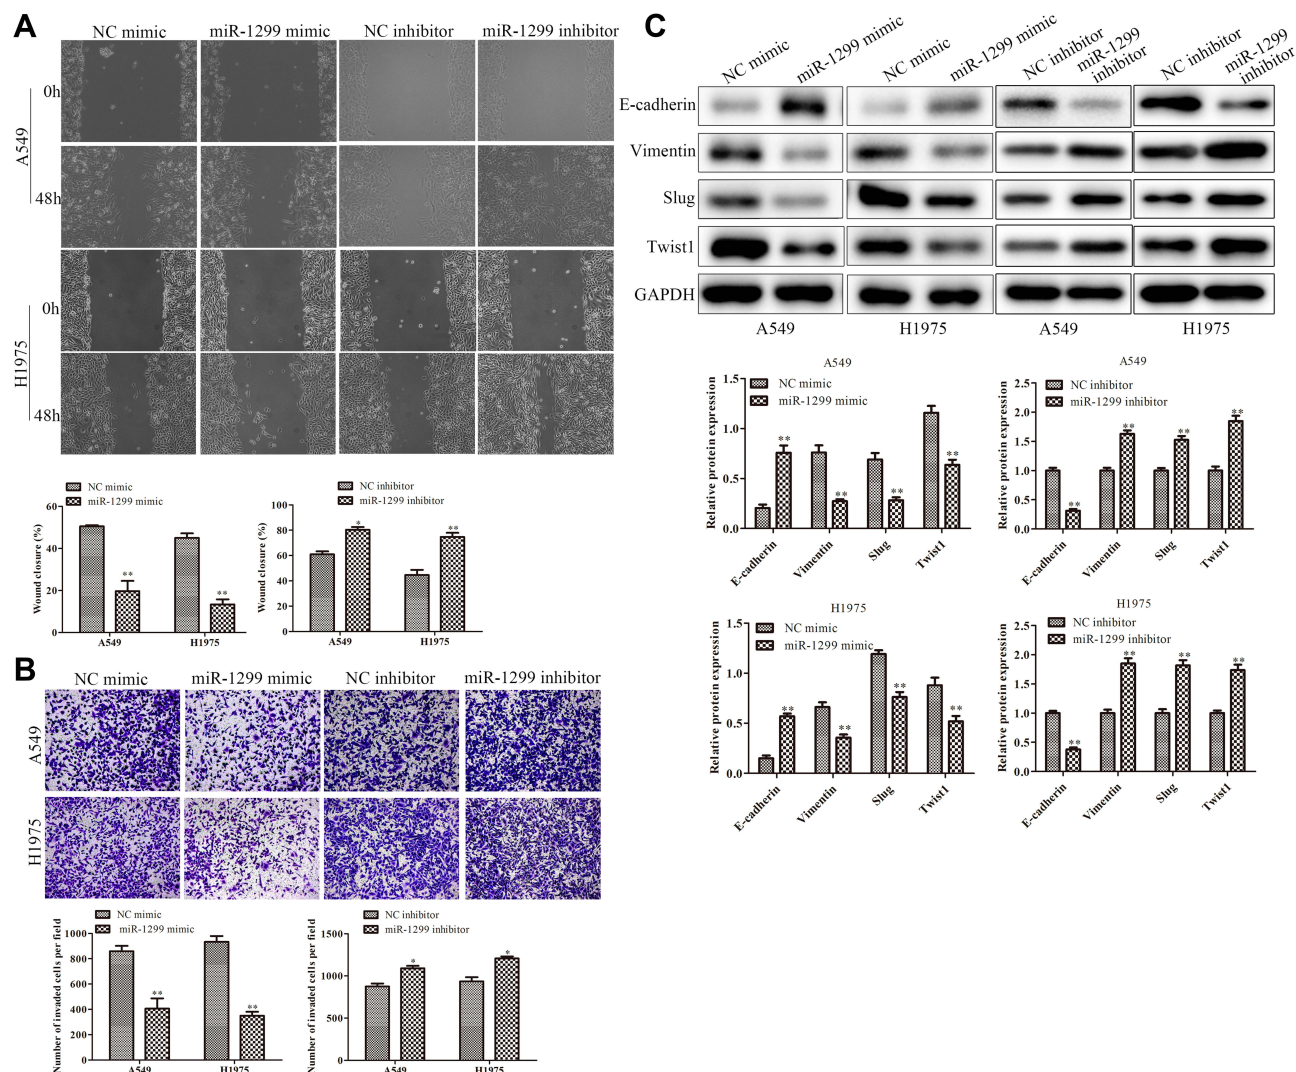 A
NC mimic miR-1299 mimic NC inhibitor miR-1299 inhibitor
0h
A549
48h
0h
H1975
48h
NC mimic
miR-1299 mimic
Wound closure (%)
60
40
20
0
**
**
A549 H1975
NC inhibitor
miR-1299 inhibitor
Wound closure (%)
100
80
60
40
20
0
*
**
A549 H1975
B
NC mimic miR-1299 mimic NC inhibitor miR-1299 inhibitor
A549
H1975
NC mimic
miR-1299 mimic
Number of invaded cells per field
1000
800
600
400
200
0
**
**
A549 H1975
NC inhibitor
miR-1299 inhibitor
Number of invaded cells per field
1500
1000
500
0
*
*
A549 H1975
C
NC mimic miR-1299 mimic NC mimic miR-1299 mimic NC inhibitor miR-1299 inhibitor NC inhibitor miR-1299 inhibitor
E-cadherin
Vimentin
Slug
Twist1
GAPDH
A549 H1975 A549 H1975
A549
NC mimic
miR-1299 mimic
Relative protein expression
1.5
1.0
0.5
0.0
**
**
**
**
E-cadherin Vimentin Slug Twist1
A549
NC inhibitor
miR-1299 inhibitor
Relative protein expression
2.5
2.0
1.5
1.0
0.5
0.0
**
**
**
**
E-cadherin Vimentin Slug Twist1
H1975
NC mimic
miR-1299 mimic
Relative protein expression
1.5
1.0
0.5
0.0
**
**
**
**
E-cadherin Vimentin Slug Twist1
H1975
NC inhibitor
miR-1299 inhibitor
Relative protein expression
2.5
2.0
1.5
1.0
0.5
0.0
**
**
**
**
E-cadherin Vimentin Slug Twist1